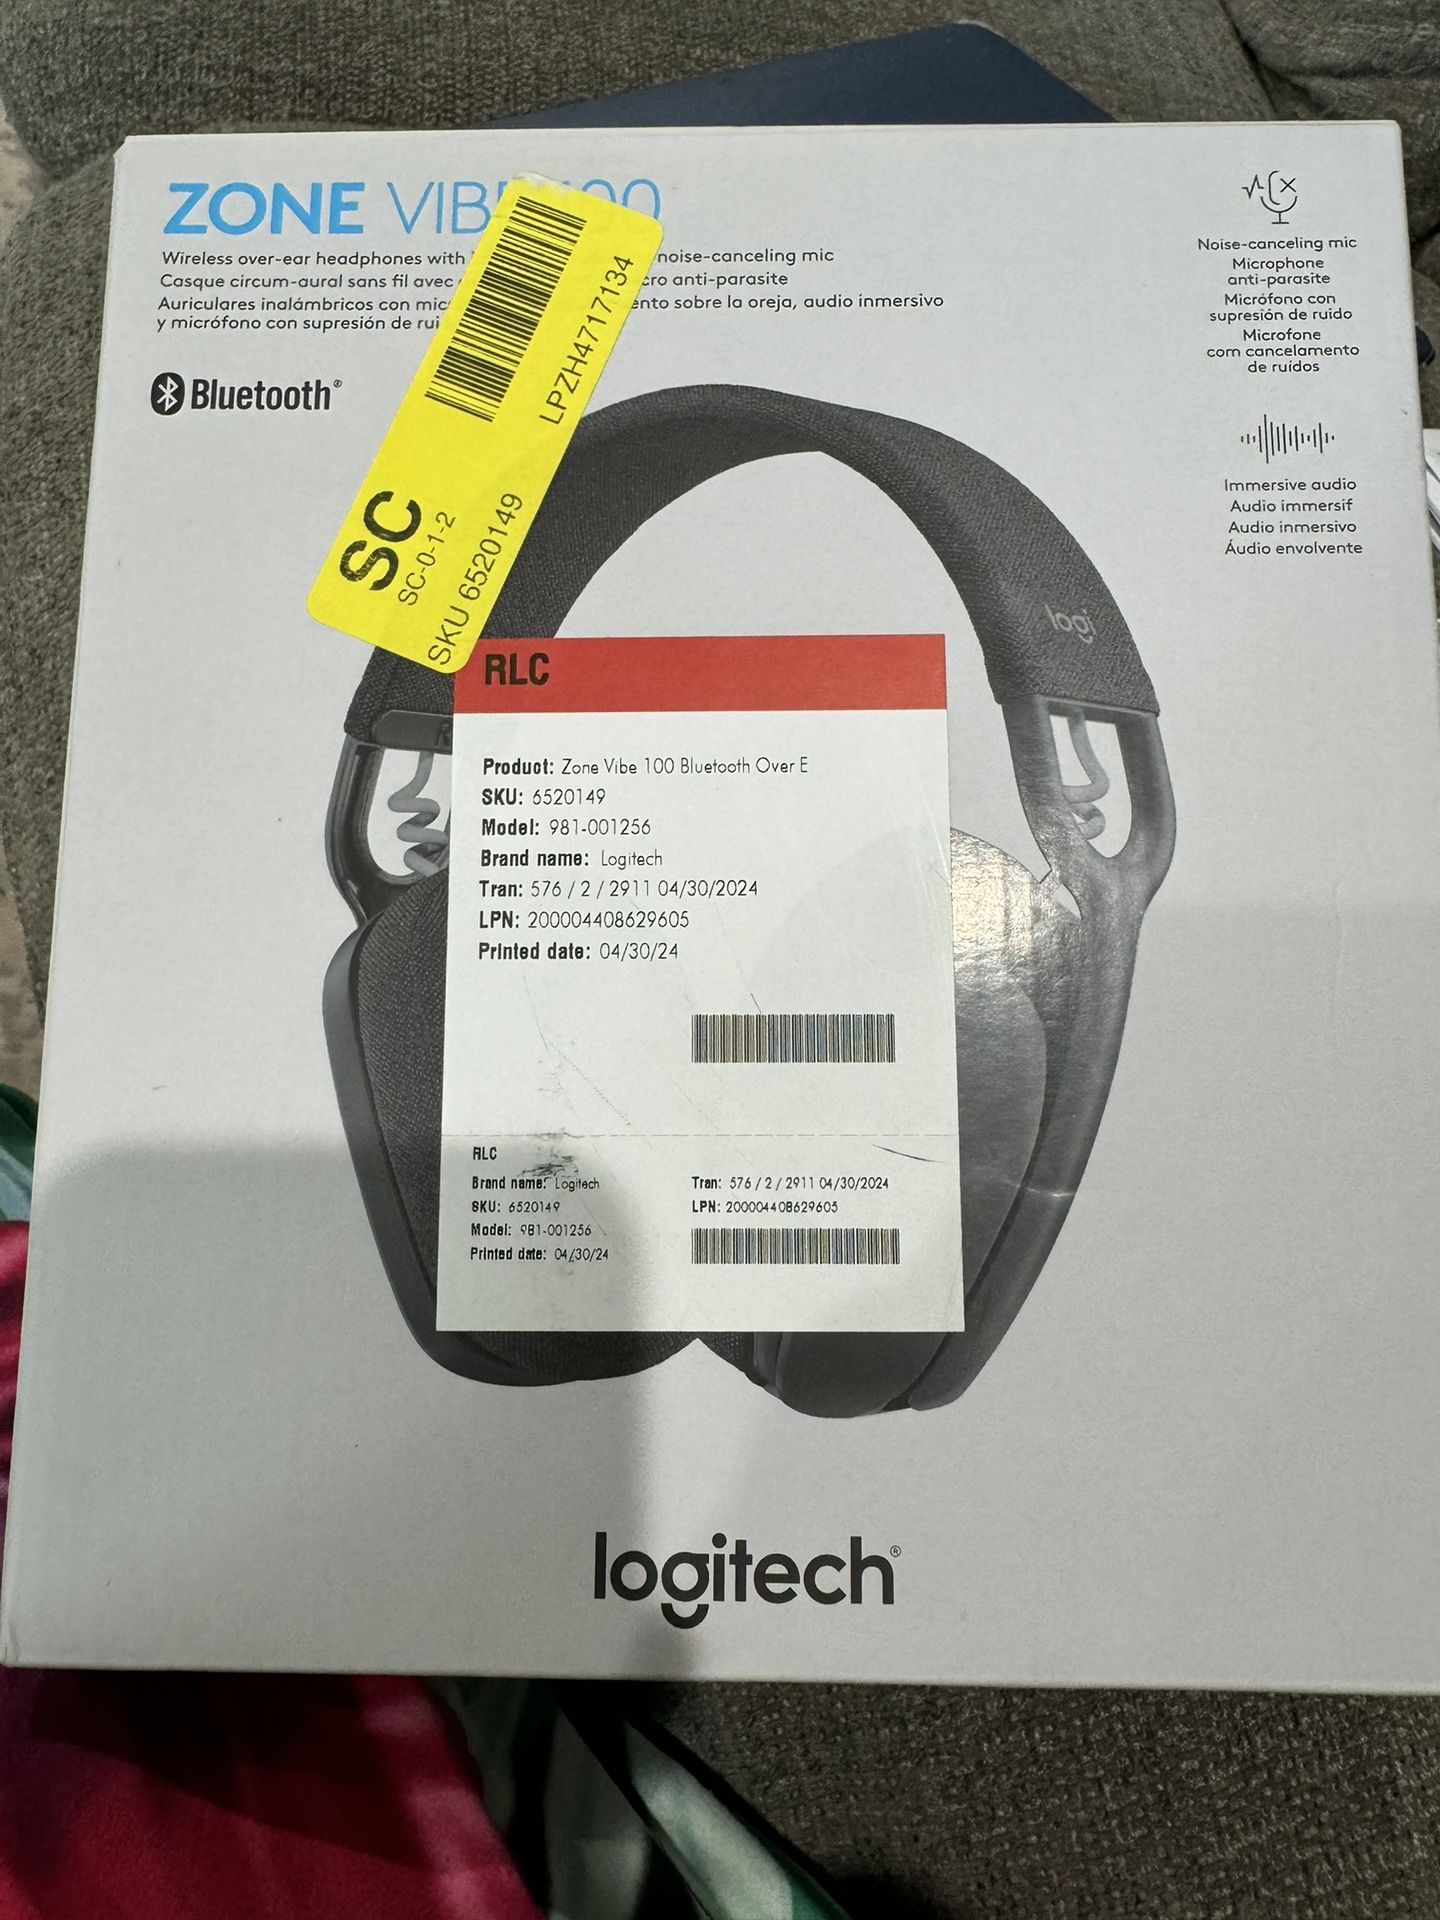 ZONE VIBE 100
Wireless over-ear headphones with noise-canceling mic
Casque circum-aural sans fil avec micro anti-parasite
Auriculares inalámbricos con sobre la oreja, audio inmersivo
y micrófono con supresión de
Bluetooth®
Noise-canceling mic
Microphone
anti-parasite
Micrófono con
supresión de ruido
Microfone
com cancelamento
de ruídos
Immersive audio
Audio immersif
Audio inmersivo
Áudio envolvente
LPZH4717134
SC
SC-0-1-2
SKU 6520149
logi
RLC
Product: Zone Vibe 100 Bluetooth Over E
SKU: 6520149
Model: 981-001256
Brand name: Logitech
Tran: 576 / 2 / 2911 04/30/2024
LPN: 200004408629605
Printed date: 04/30/24
RLC
Brand name: Logitech
SKU: 6520149
Model: 981-001256
Printed date: 04/30/24
Tran: 576 / 2 / 2911 04/30/2024
LPN: 200004408629605
logitech®